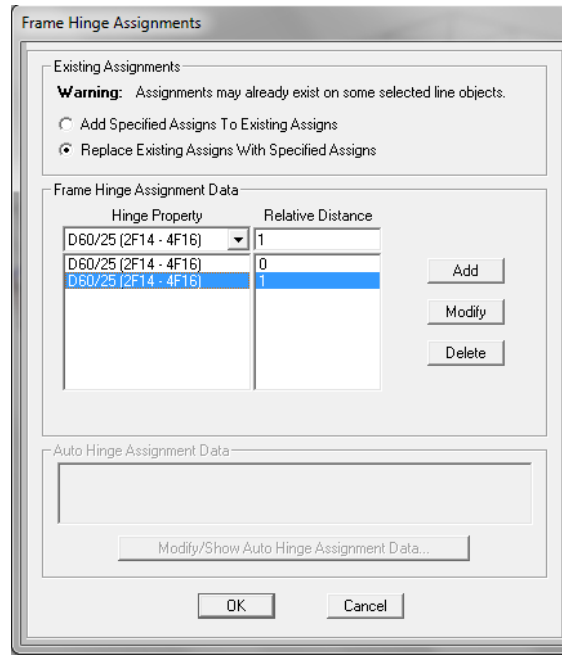 Frame Hinge Assignments
Existing Assignments
Warning: Assignments may already exist on some selected line objects.
Add Specified Assigns To Existing Assigns
Replace Existing Assigns With Specified Assigns
Frame Hinge Assignment Data
Hinge Property Relative Distance
D60/25 (2F14 - 4F16) 1
D60/25 (2F14 - 4F16) 0
D60/25 (2F14 - 4F16) 1
Add
Modify
Delete
Auto Hinge Assignment Data
Modify/Show Auto Hinge Assignment Data...
OK Cancel